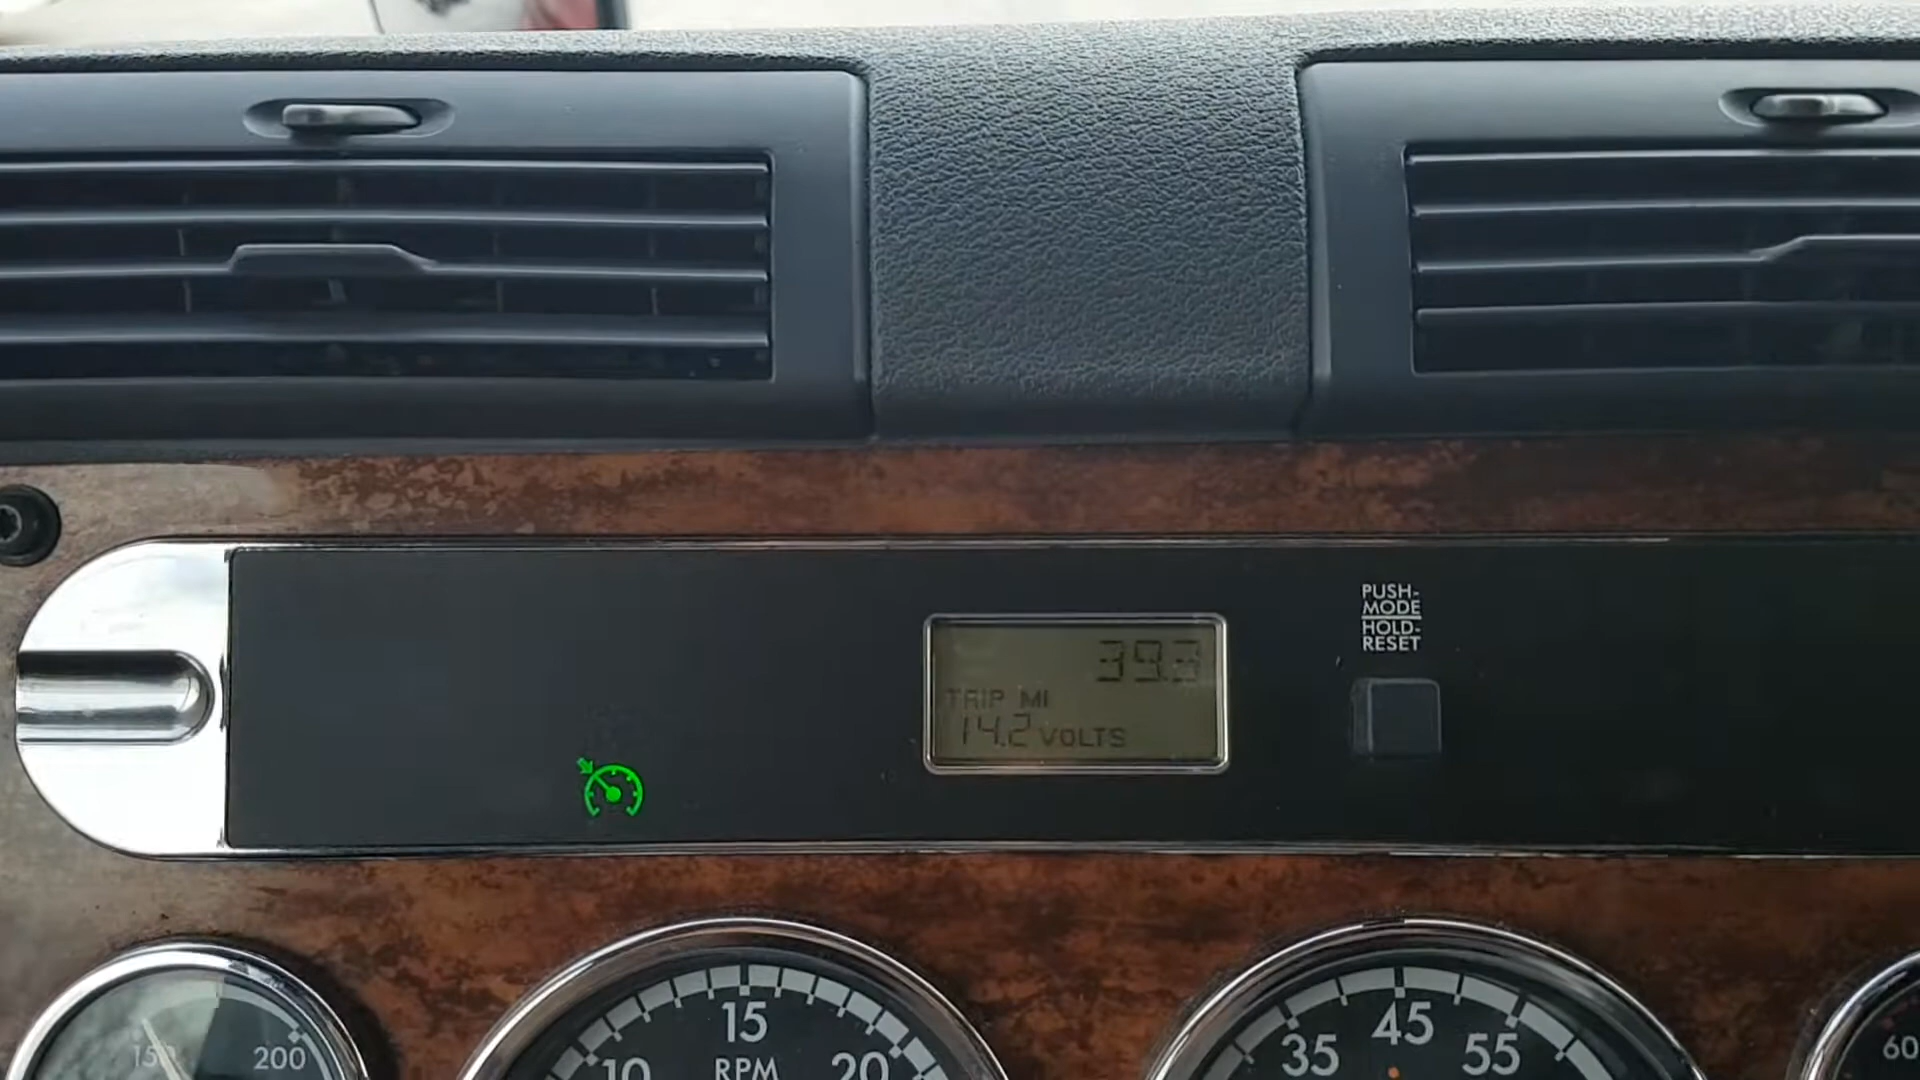 PUSH-
MODE
HOLD-
RESET
39.3
TRIP MI
14.2 VOLTS
150
200
10
15
20
RPM
35
45
55
60